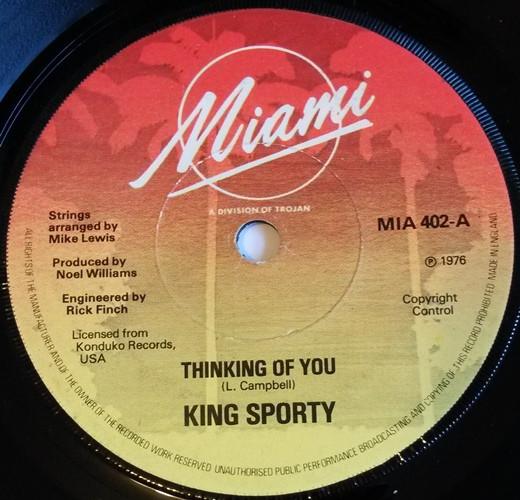 Miami
A DIVISION OF TROJAN
Strings
arranged by
Mike Lewis
Produced by
Noel Williams
Engineered by
Rick Finch
Licensed from
Konduko Records,
USA
MIA 402-A
℗ 1976
Copyright
Control
THINKING OF YOU
(L. Campbell)
KING SPORTY
ALL RIGHTS OF THE MANUFACTURER AND OF THE OWNER OF THE RECORDED WORK RESERVED UNAUTHORISED PUBLIC PERFORMANCE BROADCASTING AND COPYING OF THIS RECORD PROHIBITED MADE IN ENGLAND